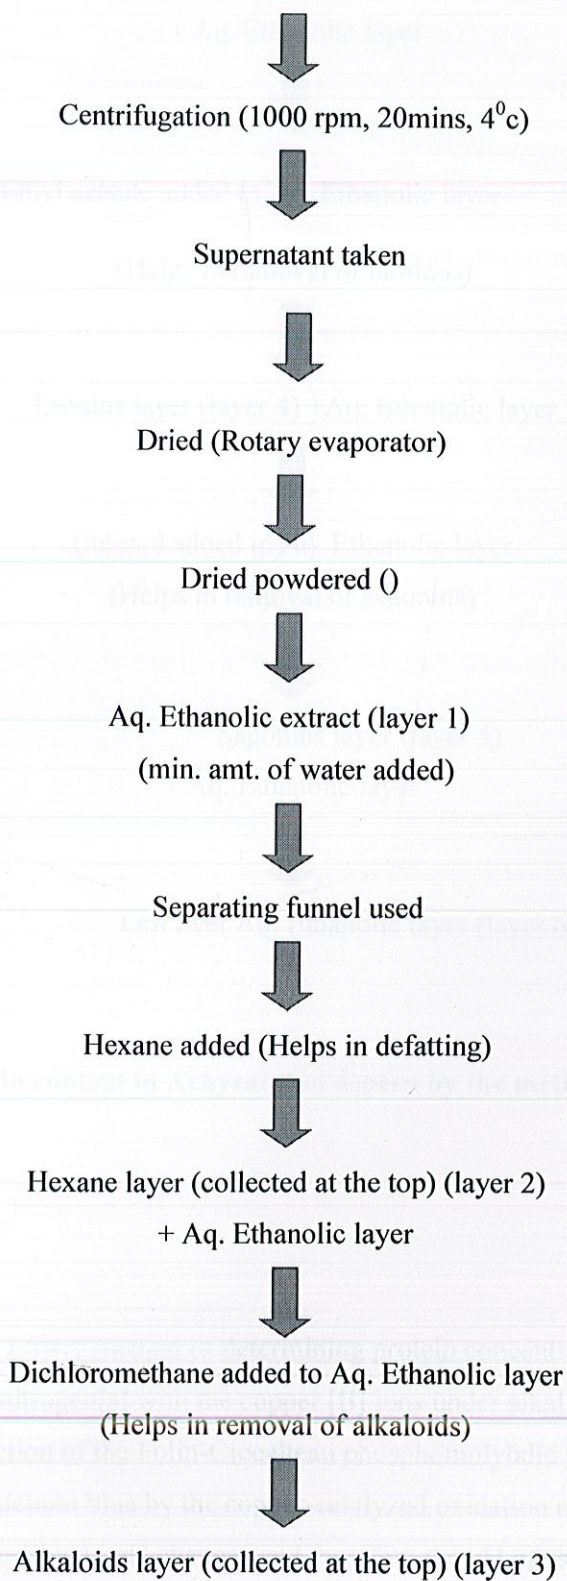 Centrifugation (1000 rpm, 20mins, 4⁰c)
Supernatant taken
Dried (Rotary evaporator)
Dried powdered ()
Aq. Ethanolic extract (layer 1)
(min. amt. of water added)
Separating funnel used
Hexane added (Helps in defatting)
Hexane layer (collected at the top) (layer 2)
+ Aq. Ethanolic layer
Dichloromethane added to Aq. Ethanolic layer
(Helps in removal of alkaloids)
Alkaloids layer (collected at the top) (layer 3)